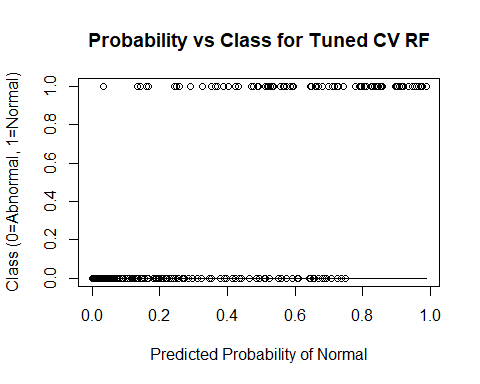 Probability vs Class for Tuned CV RF
Class (0=Abnormal, 1=Normal)
1.0
0.8
0.6
0.4
0.2
0.0
0.0 0.2 0.4 0.6 0.8 1.0
Predicted Probability of Normal